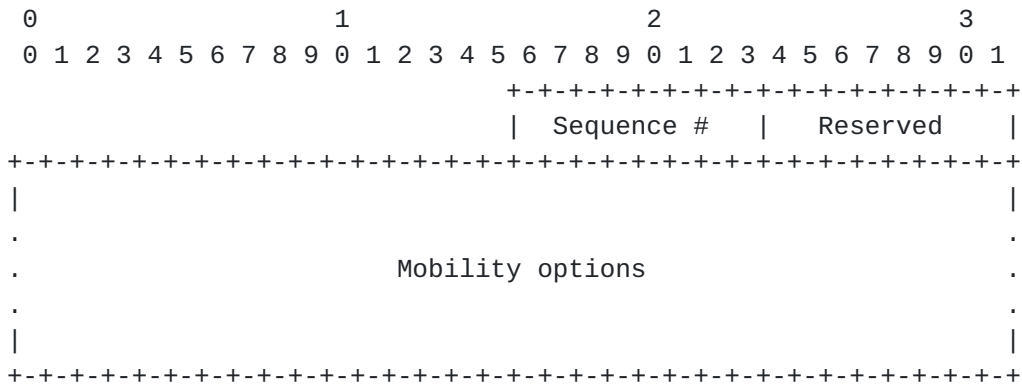 0                   1                   2                   3
 0 1 2 3 4 5 6 7 8 9 0 1 2 3 4 5 6 7 8 9 0 1 2 3 4 5 6 7 8 9 0 1
                                +-+-+-+-+-+-+-+-+-+-+-+-+-+-+-+-+
                                |  Sequence #   |   Reserved    |
+-+-+-+-+-+-+-+-+-+-+-+-+-+-+-+-+-+-+-+-+-+-+-+-+-+-+-+-+-+-+-+-+
|                                                               |
.                                                               .
.                        Mobility options                       .
.                                                               .
|                                                               |
+-+-+-+-+-+-+-+-+-+-+-+-+-+-+-+-+-+-+-+-+-+-+-+-+-+-+-+-+-+-+-+-+